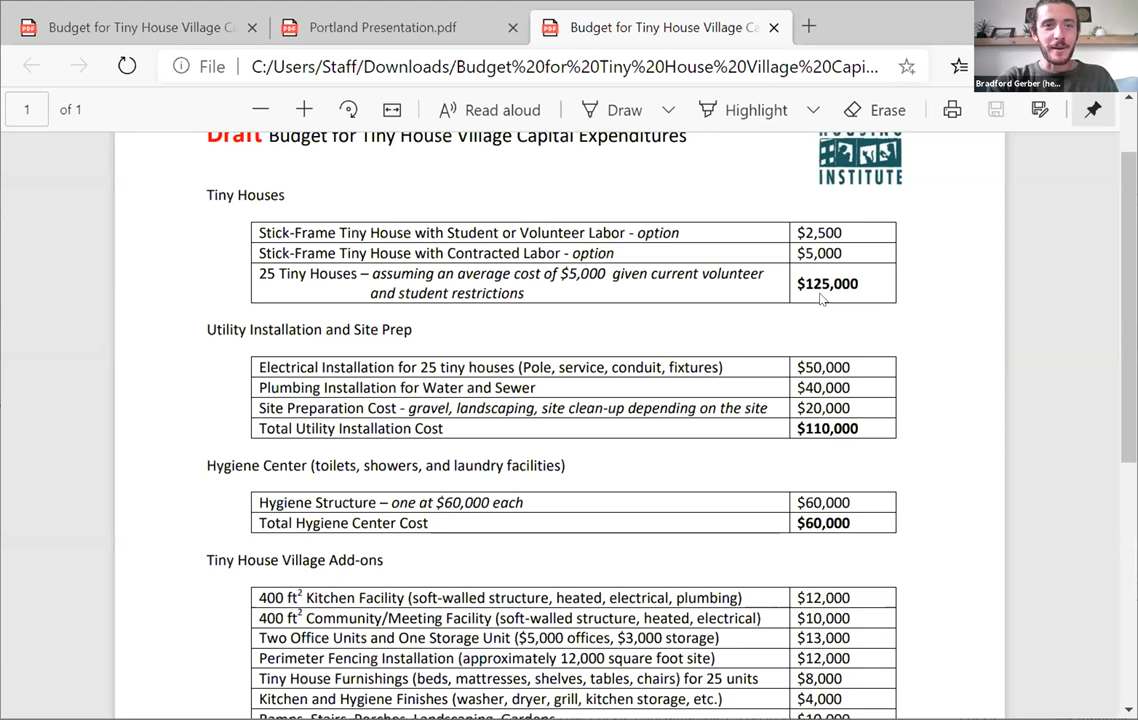 Budget for Tiny House Village C
Portland Presentation.pdf
Budget for Tiny House Village Ca
File
C:/Users/Staff/Downloads/Budget%20for%20Tiny%20House%20Village%20Capi...
Bradford Gerber (he...
1 of 1
Read aloud
Draw
Highlight
Erase
Draft Budget for Tiny House Village Capital Expenditures
HOUSING
INSTITUTE
Tiny Houses
Stick-Frame Tiny House with Student or Volunteer Labor - option $2,500
Stick-Frame Tiny House with Contracted Labor - option $5,000
25 Tiny Houses – assuming an average cost of $5,000 given current volunteer
and student restrictions
$125,000
Utility Installation and Site Prep
Electrical Installation for 25 tiny houses (Pole, service, conduit, fixtures) $50,000
Plumbing Installation for Water and Sewer $40,000
Site Preparation Cost - gravel, landscaping, site clean-up depending on the site $20,000
Total Utility Installation Cost $110,000
Hygiene Center (toilets, showers, and laundry facilities)
Hygiene Structure – one at $60,000 each $60,000
Total Hygiene Center Cost $60,000
Tiny House Village Add-ons
400 ft² Kitchen Facility (soft-walled structure, heated, electrical, plumbing) $12,000
400 ft² Community/Meeting Facility (soft-walled structure, heated, electrical) $10,000
Two Office Units and One Storage Unit ($5,000 offices, $3,000 storage) $13,000
Perimeter Fencing Installation (approximately 12,000 square foot site) $12,000
Tiny House Furnishings (beds, mattresses, shelves, tables, chairs) for 25 units $8,000
Kitchen and Hygiene Finishes (washer, dryer, grill, kitchen storage, etc.) $4,000
Ramps, Stairs, Porches, Landscaping, Gardens $10,000